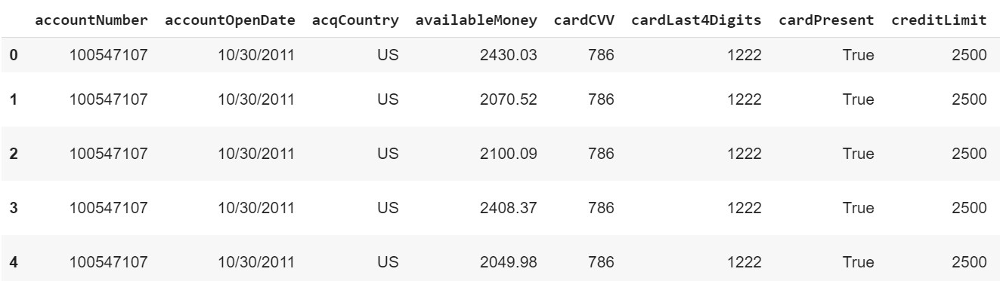 accountNumber accountOpenDate acqCountry availableMoney cardCVV cardLast4Digits cardPresent creditLimit
0 100547107 10/30/2011 US 2430.03 786 1222 True 2500
1 100547107 10/30/2011 US 2070.52 786 1222 True 2500
2 100547107 10/30/2011 US 2100.09 786 1222 True 2500
3 100547107 10/30/2011 US 2408.37 786 1222 True 2500
4 100547107 10/30/2011 US 2049.98 786 1222 True 2500